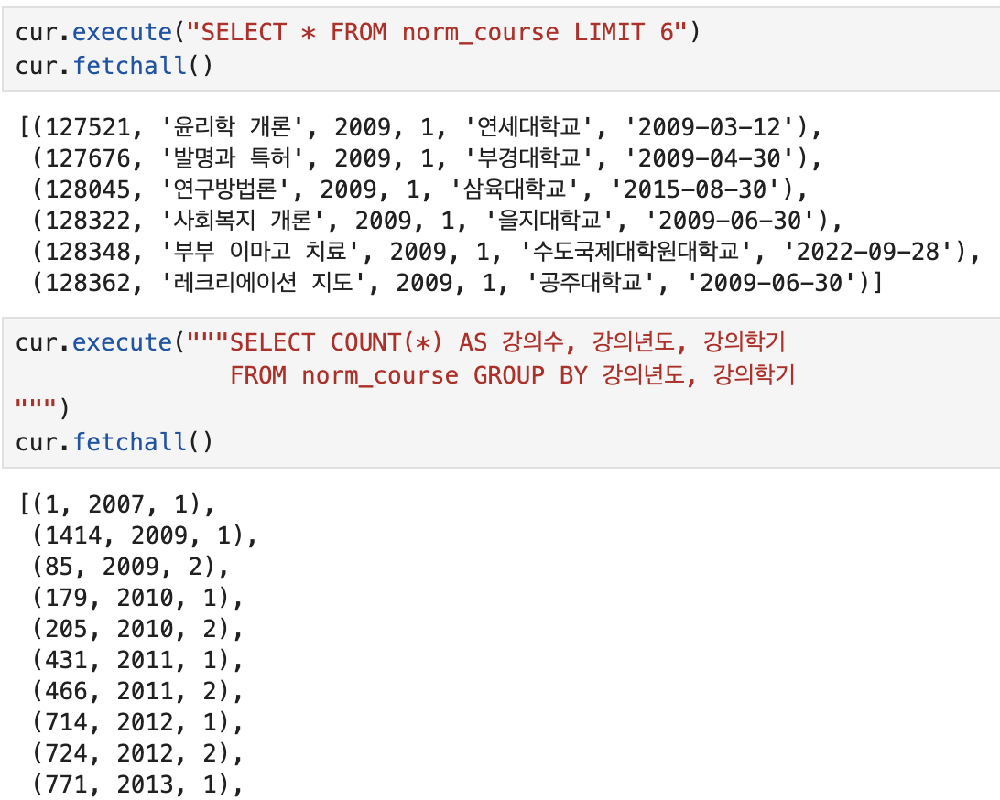 cur.execute("SELECT * FROM norm_course LIMIT 6")
cur.fetchall()
[(127521, '윤리학 개론', 2009, 1, '연세대학교', '2009-03-12'),
(127676, '발명과 특허', 2009, 1, '부경대학교', '2009-04-30'),
(128045, '연구방법론', 2009, 1, '삼육대학교', '2015-08-30'),
(128322, '사회복지 개론', 2009, 1, '을지대학교', '2009-06-30'),
(128348, '부부 이마고 치료', 2009, 1, '수도국제대학원대학교', '2022-09-28'),
(128362, '레크리에이션 지도', 2009, 1, '공주대학교', '2009-06-30')]
cur.execute("""SELECT COUNT(*) AS 강의수, 강의년도, 강의학기
FROM norm_course GROUP BY 강의년도, 강의학기
""")
cur.fetchall()
[(1, 2007, 1),
(1414, 2009, 1),
(85, 2009, 2),
(179, 2010, 1),
(205, 2010, 2),
(431, 2011, 1),
(466, 2011, 2),
(714, 2012, 1),
(724, 2012, 2),
(771, 2013, 1),